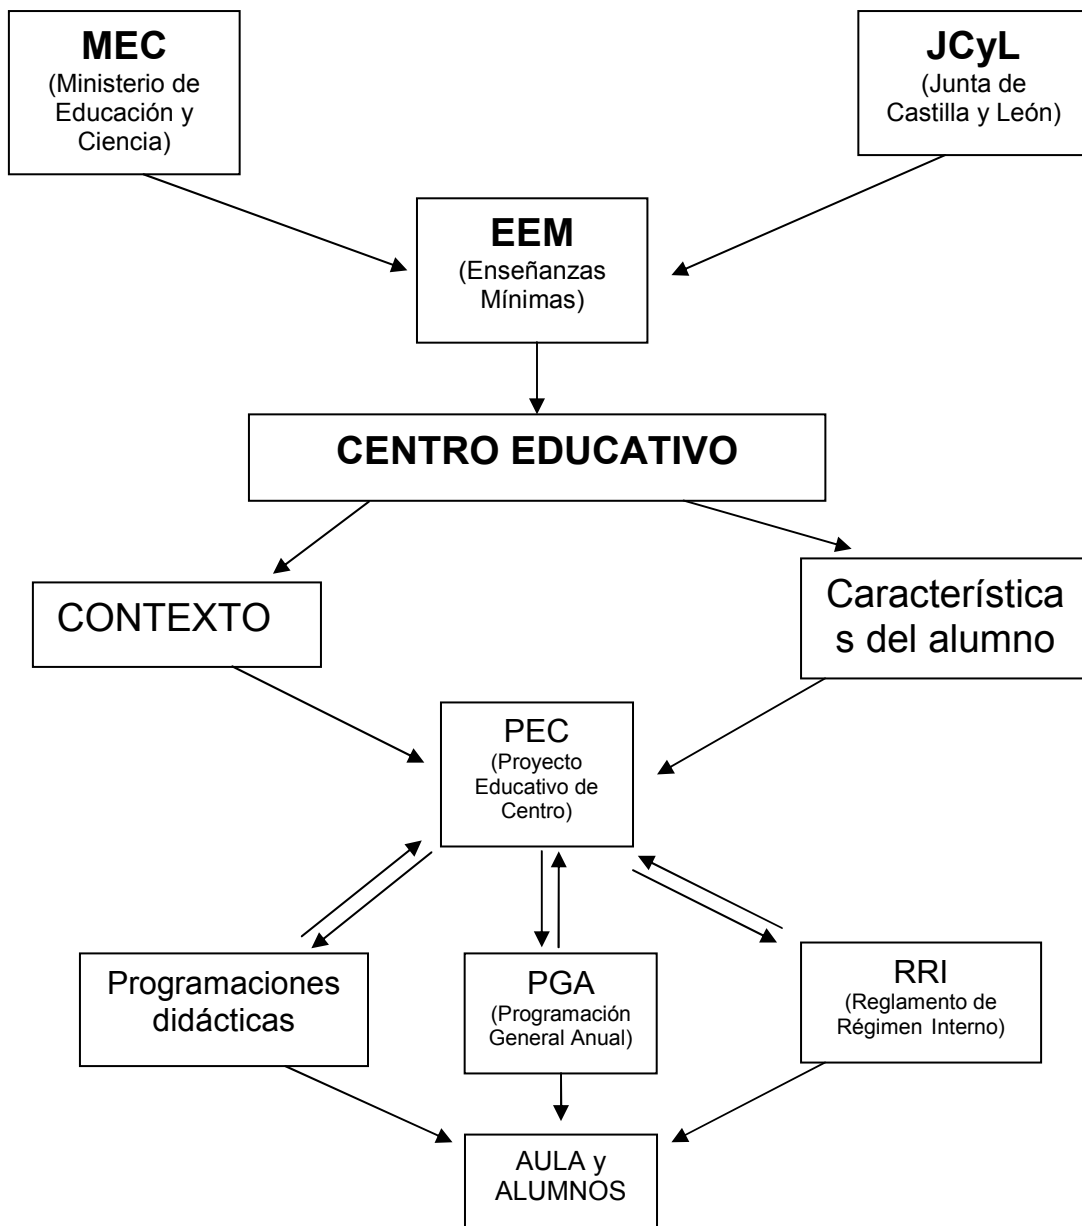 MEC
(Ministerio de
Educación y
Ciencia)
JCyL
(Junta de
Castilla y León)
EEM
(Enseñanzas
Mínimas)
CENTRO EDUCATIVO
CONTEXTO
Característica
s del alumno
PEC
(Proyecto
Educativo de
Centro)
Programaciones
didácticas
PGA
(Programación
General Anual)
RRI
(Reglamento de
Régimen Interno)
AULA y
ALUMNOS